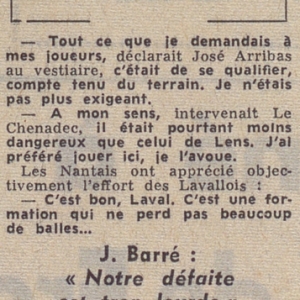 — Tout ce que je demandais à
mes joueurs, déclarait José Arribas
au vestiaire, c'était de se qualifier,
compte tenu du terrain. Je n'étais
pas plus exigeant.
— A mon sens, intervenait Le
Chenadec, il était pourtant moins
dangereux que celui de Lens. J'ai
préféré jouer ici, je l'avoue.
Les Nantais ont apprécié objec-
tivement l'effort des Lavallois :
— C'est bon, Laval. C'est une for-
mation qui ne perd pas beaucoup
de balles...
J. Barré :
« Notre défaite
est trop lourde »